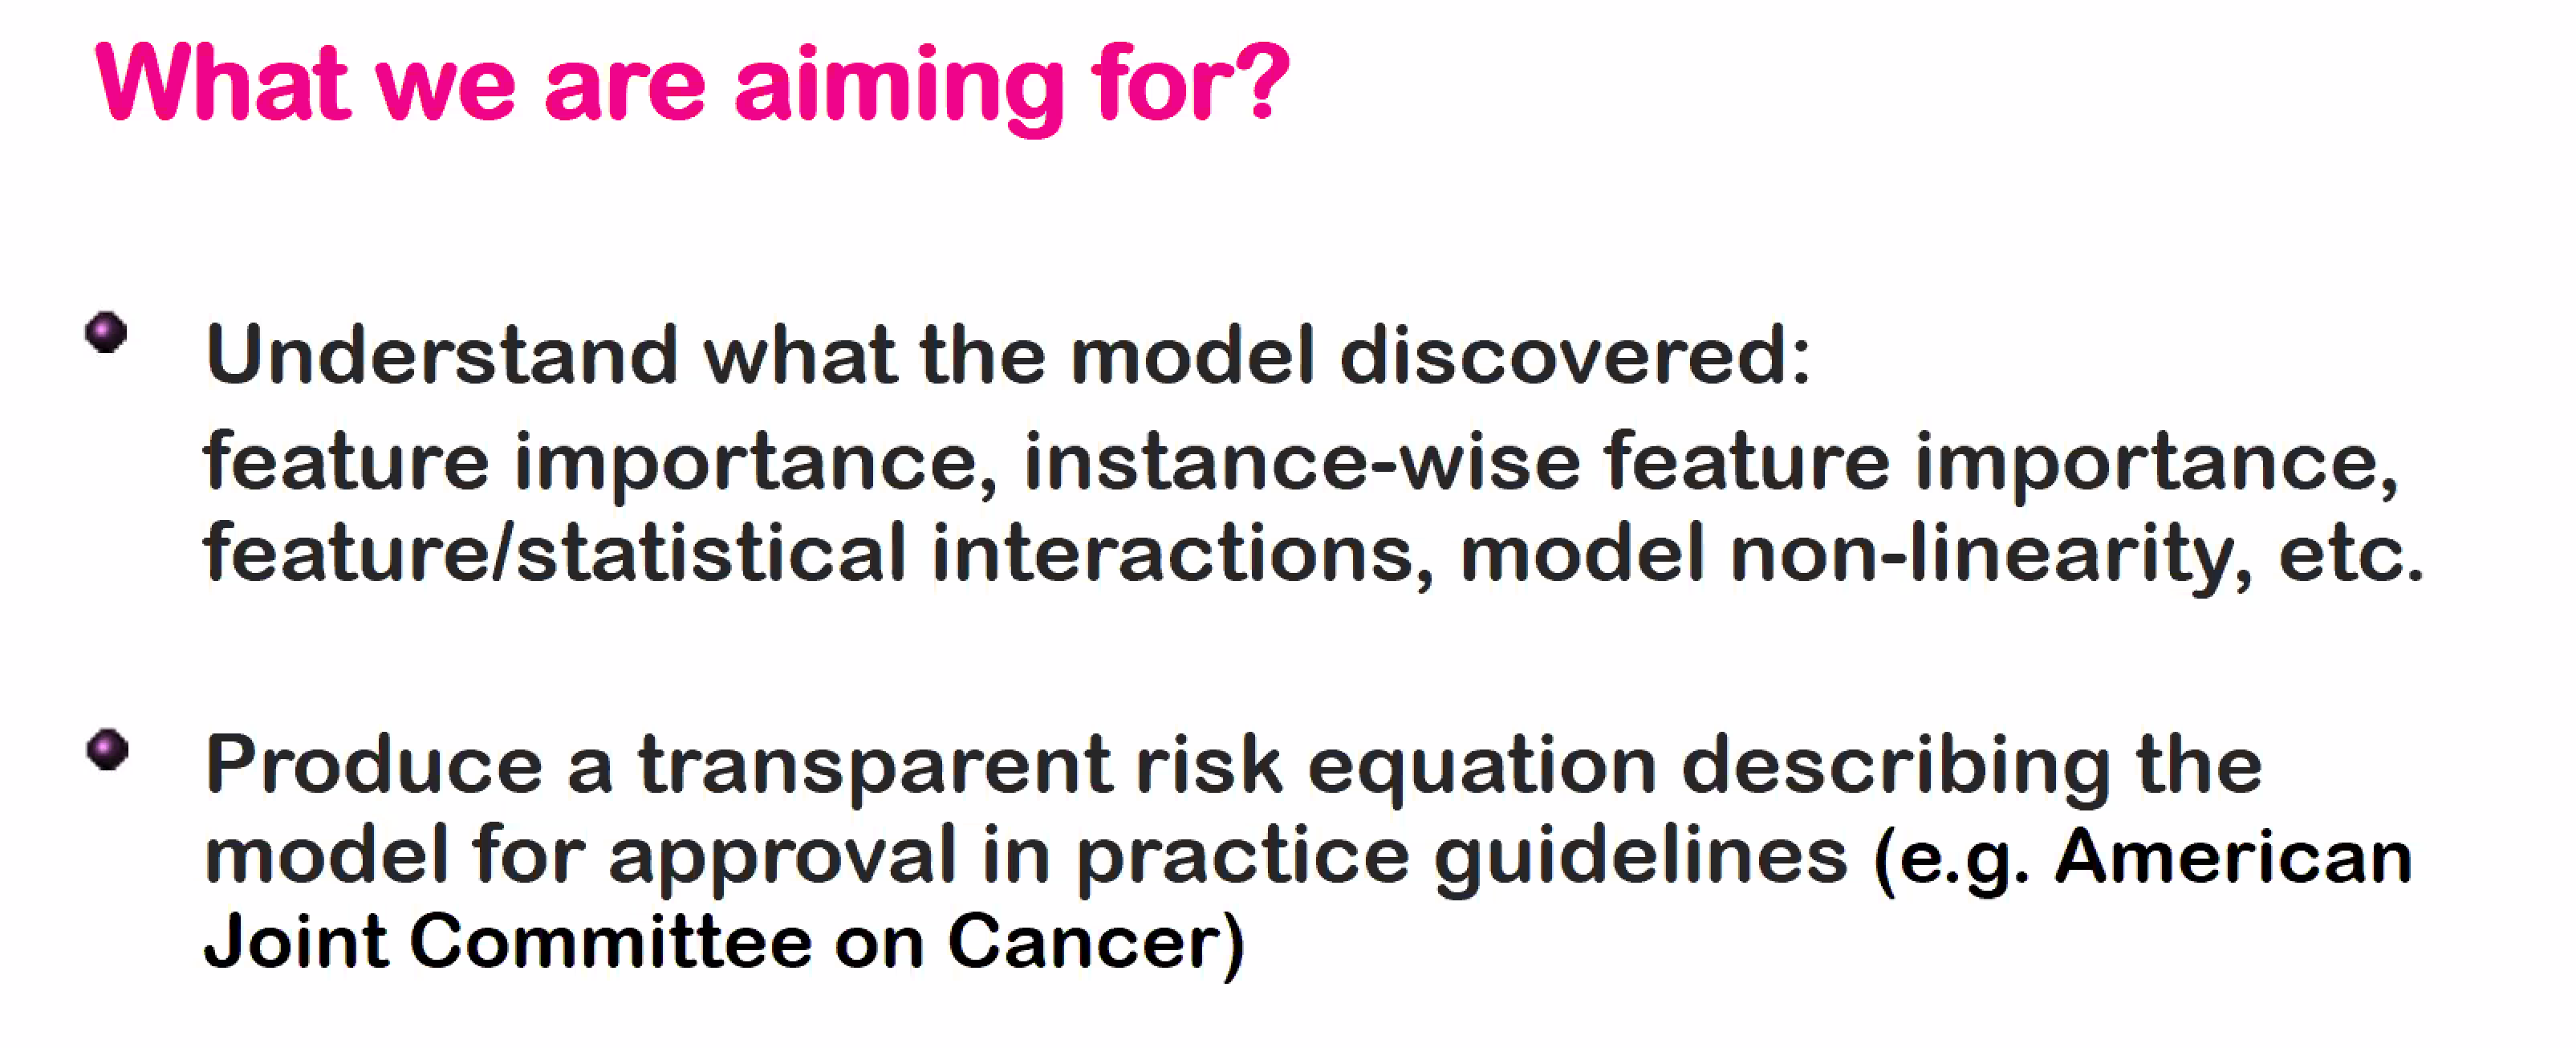 What we are aiming for?
Understand what the model discovered:
feature importance, instance-wise feature importance,
feature/statistical interactions, model non-linearity, etc.
Produce a transparent risk equation describing the
model for approval in practice guidelines (e.g. American
Joint Committee on Cancer)